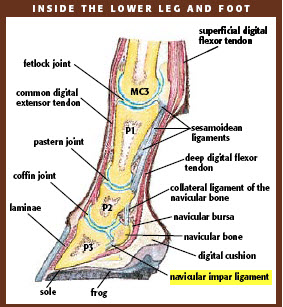 INSIDE THE LOWER LEG AND FOOT
superficial digital
flexor tendon
fetlock joint
MC3
common digital
extensor tendon
P1
sesamoidean
ligaments
pastern joint
deep digital flexor
tendon
coffin joint
collateral ligament of the
navicular bone
P2
laminae
navicular bursa
navicular bone
P3
digital cushion
navicular impar ligament
sole
frog